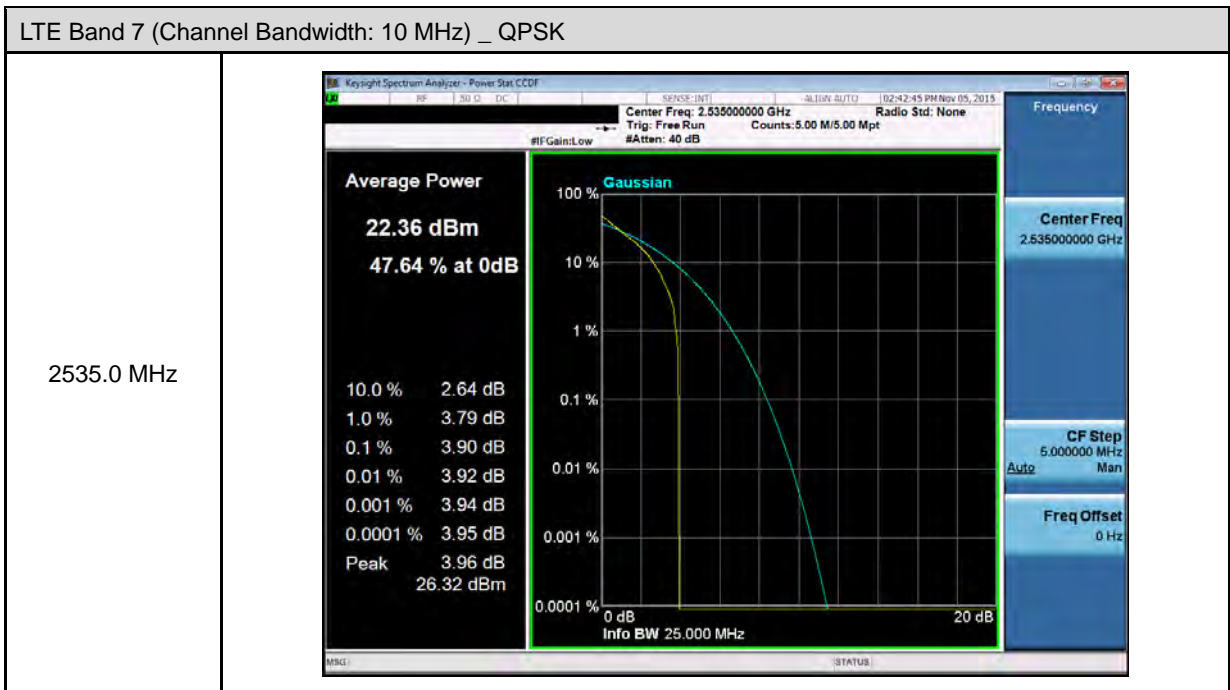 LTE Band 7 (Channel Bandwidth: 10 MHz) _ QPSK
2535.0 MHz
Keysight Spectrum Analyzer - Power Stat CCDF
RF 50 Ω DC SENSE:INT ALIGN AUTO 02:42:45 PM Nov 05, 2015
Center Freq: 2.535000000 GHz Radio Std: None
Trig: Free Run Counts:5.00 M/5.00 Mpt
#IFGain:Low #Atten: 40 dB
Frequency
Average Power
22.36 dBm
47.64 % at 0dB
10.0 % 2.64 dB
1.0 % 3.79 dB
0.1 % 3.90 dB
0.01 % 3.92 dB
0.001 % 3.94 dB
0.0001 % 3.95 dB
Peak 3.96 dB
26.32 dBm
Gaussian
100 %
10 %
1 %
0.1 %
0.01 %
0.001 %
0.0001 %
0 dB 20 dB
Info BW 25.000 MHz
Center Freq
2.535000000 GHz
CF Step
5.000000 MHz
Auto Man
Freq Offset
0 Hz
MSG STATUS